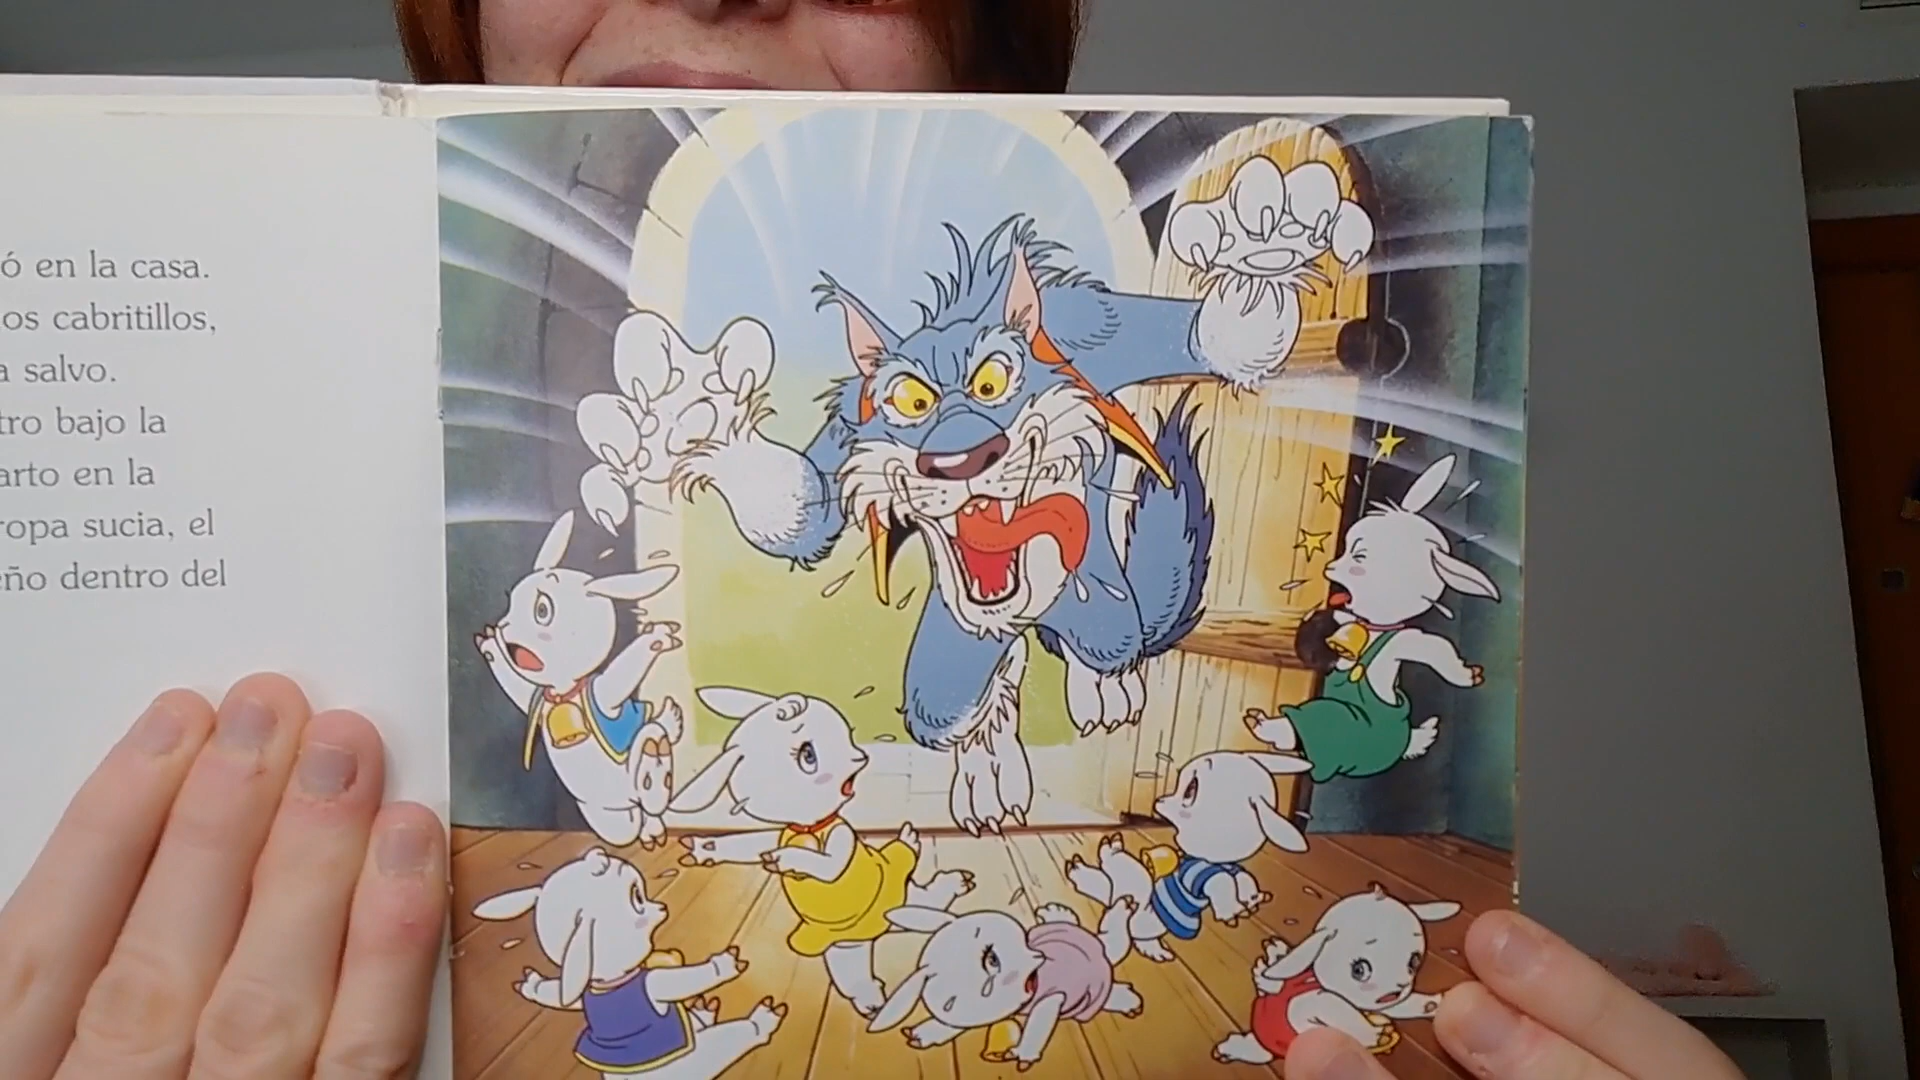 ó en la casa.
os cabritillos,
a salvo.
tro bajo la
arto en la
ropa sucia, el
eño dentro del